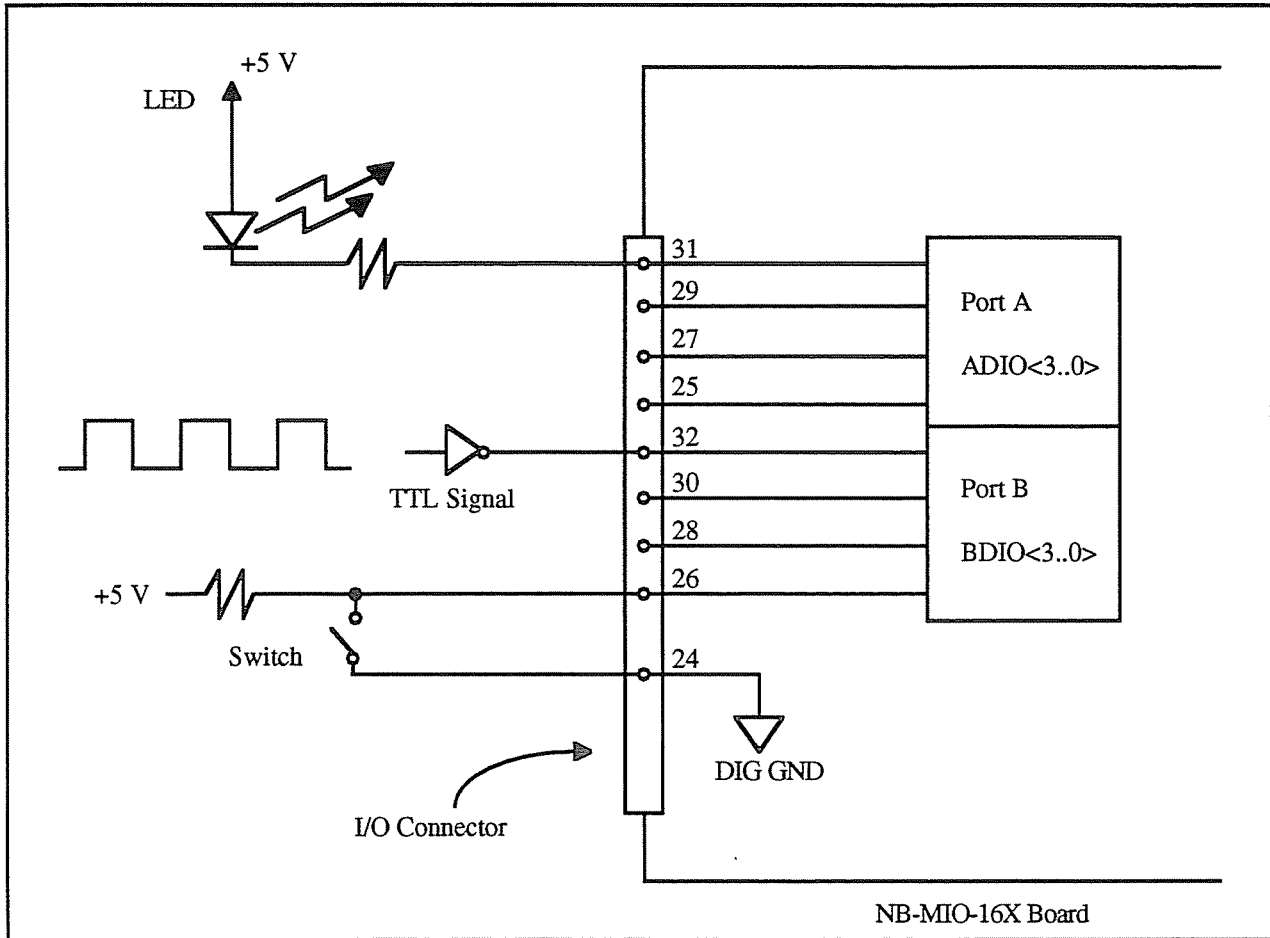 +5 V
LED
31
29
Port A
27
ADIO<3..0>
25
32
TTL Signal
30
Port B
28
BDIO<3..0>
26
+5 V
Switch
24
DIG GND
I/O Connector
NB-MIO-16X Board